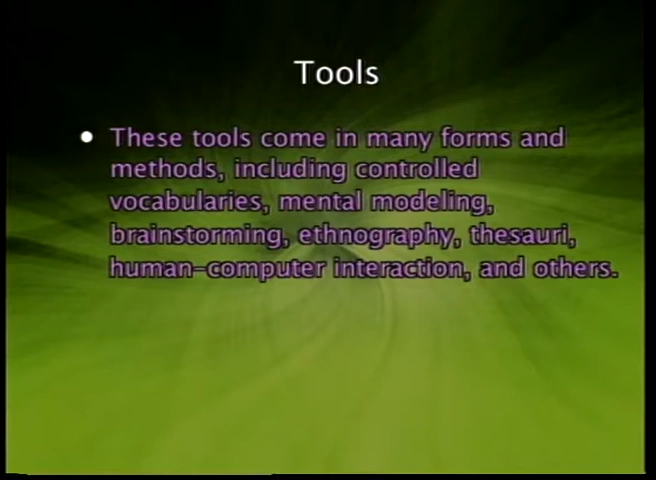 Tools
• These tools come in many forms and
methods, including controlled
vocabularies, mental modeling,
brainstorming, ethnography, thesauri,
human-computer interaction, and others.